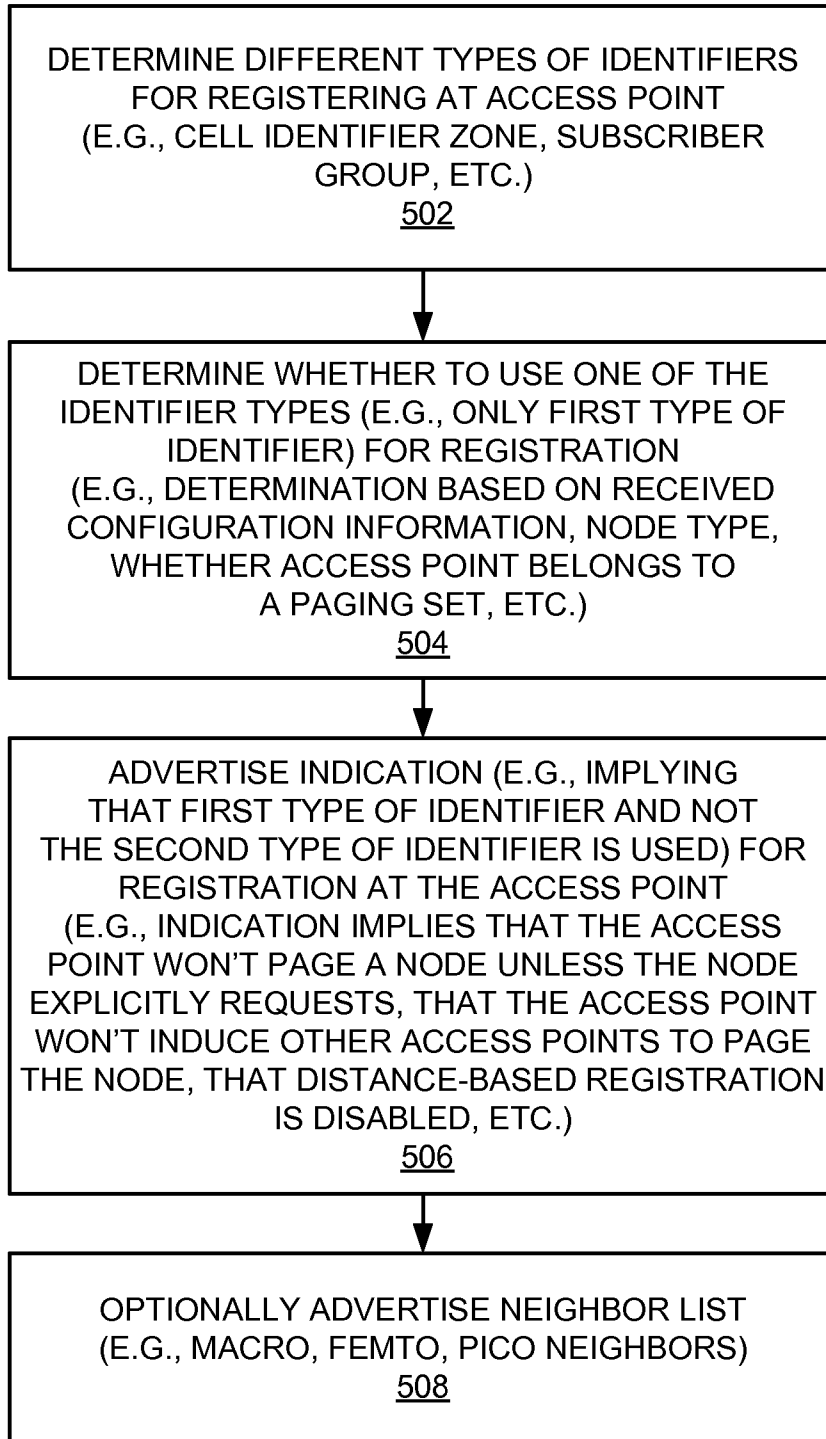 DETERMINE DIFFERENT TYPES OF IDENTIFIERS
FOR REGISTERING AT ACCESS POINT
(E.G., CELL IDENTIFIER ZONE, SUBSCRIBER
GROUP, ETC.)
502
DETERMINE WHETHER TO USE ONE OF THE
IDENTIFIER TYPES (E.G., ONLY FIRST TYPE OF
IDENTIFIER) FOR REGISTRATION
(E.G., DETERMINATION BASED ON RECEIVED
CONFIGURATION INFORMATION, NODE TYPE,
WHETHER ACCESS POINT BELONGS TO
A PAGING SET, ETC.)
504
ADVERTISE INDICATION (E.G., IMPLYING
THAT FIRST TYPE OF IDENTIFIER AND NOT
THE SECOND TYPE OF IDENTIFIER IS USED) FOR
REGISTRATION AT THE ACCESS POINT
(E.G., INDICATION IMPLIES THAT THE ACCESS
POINT WON'T PAGE A NODE UNLESS THE NODE
EXPLICITLY REQUESTS, THAT THE ACCESS POINT
WON'T INDUCE OTHER ACCESS POINTS TO PAGE
THE NODE, THAT DISTANCE-BASED REGISTRATION
IS DISABLED, ETC.)
506
OPTIONALLY ADVERTISE NEIGHBOR LIST
(E.G., MACRO, FEMTO, PICO NEIGHBORS)
508